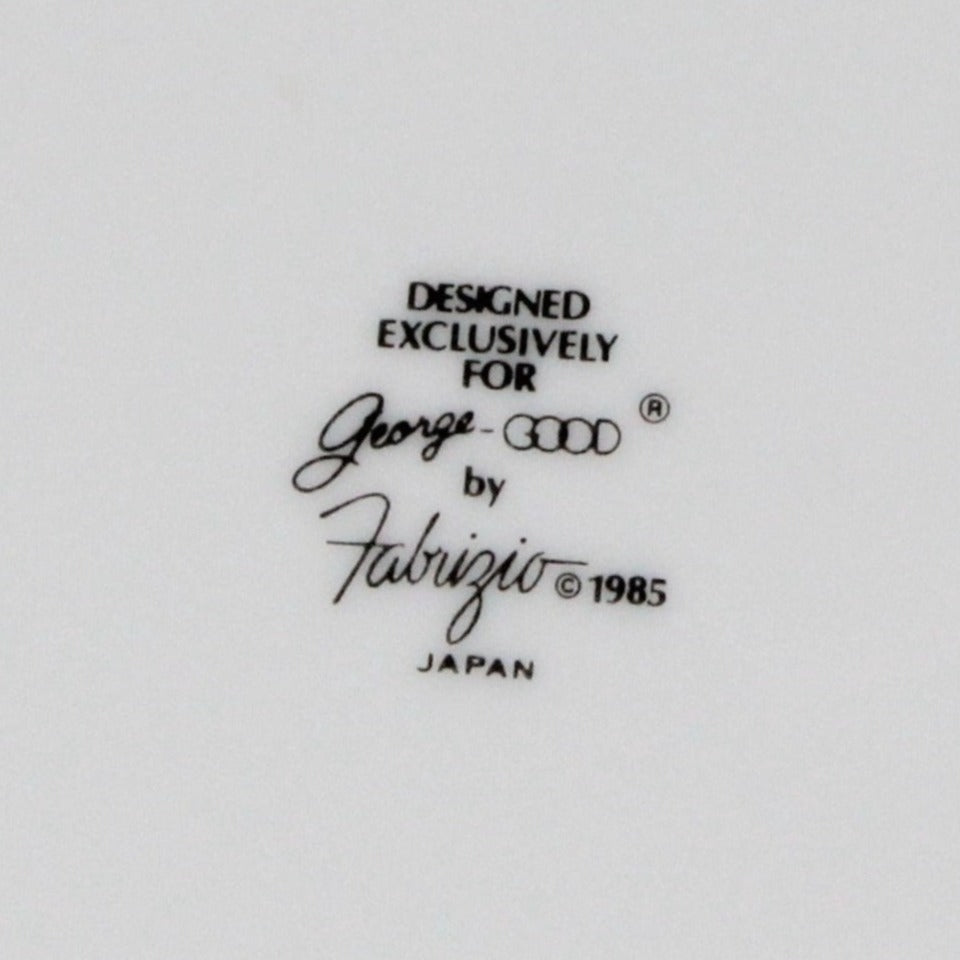 DESIGNED
EXCLUSIVELY
FOR
George-GOOD®
by
Fabrizio © 1985
JAPAN